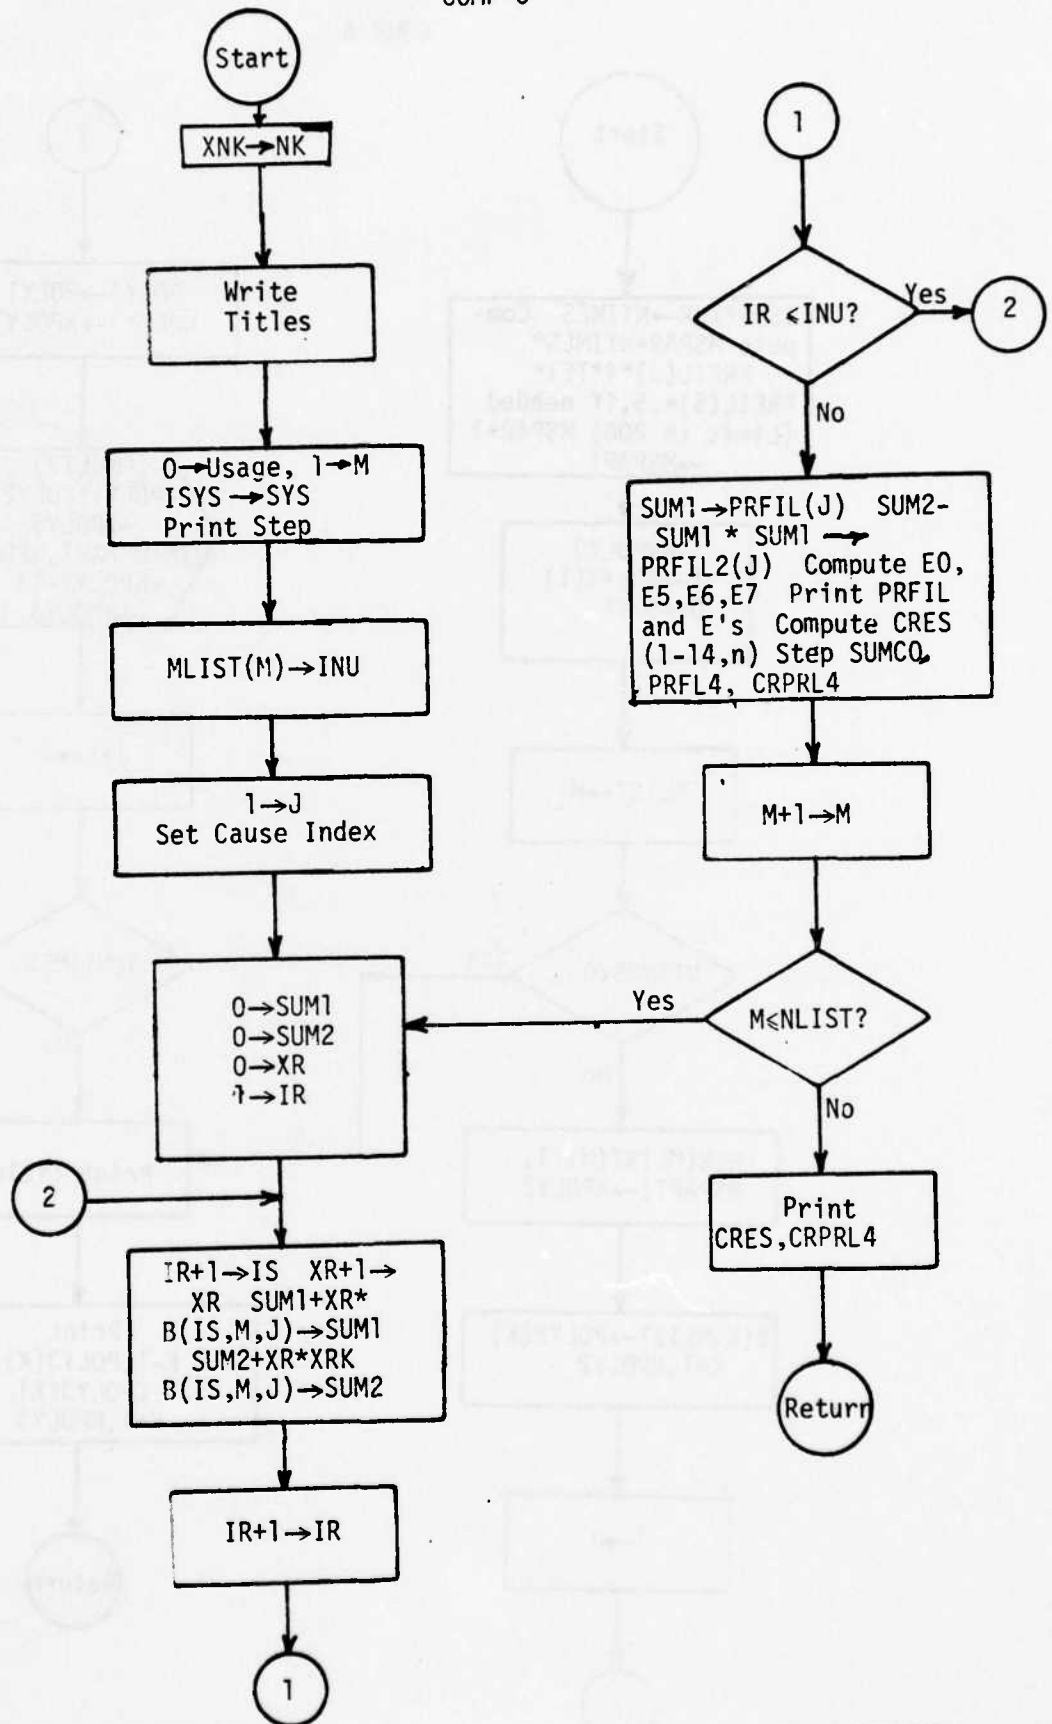 Start
XNK→NK
Write
Titles
0→Usage, 1→M
ISYS→SYS
Print Step
MLIST(M)→INU
1→J
Set Cause Index
0→SUM1
0→SUM2
0→XR
1→IR
2
IR+1→IS XR+1→
XR SUM1+XR*
B(IS,M,J)→SUM1
SUM2+XR*XRK
B(IS,M,J)→SUM2
IR+1→IR
1
1
IR ≤INU?
Yes
2
No
SUM1→PRFIL(J) SUM2-
SUM1 * SUM1 →
PRFIL2(J) Compute E0,
E5,E6,E7 Print PRFIL
and E's Compute CRES
(1-14,n) Step SUMCO,
PRFL4, CRPRL4
M+1→M
M≤NLIST?
Yes
No
Print
CRES,CRPRL4
Return